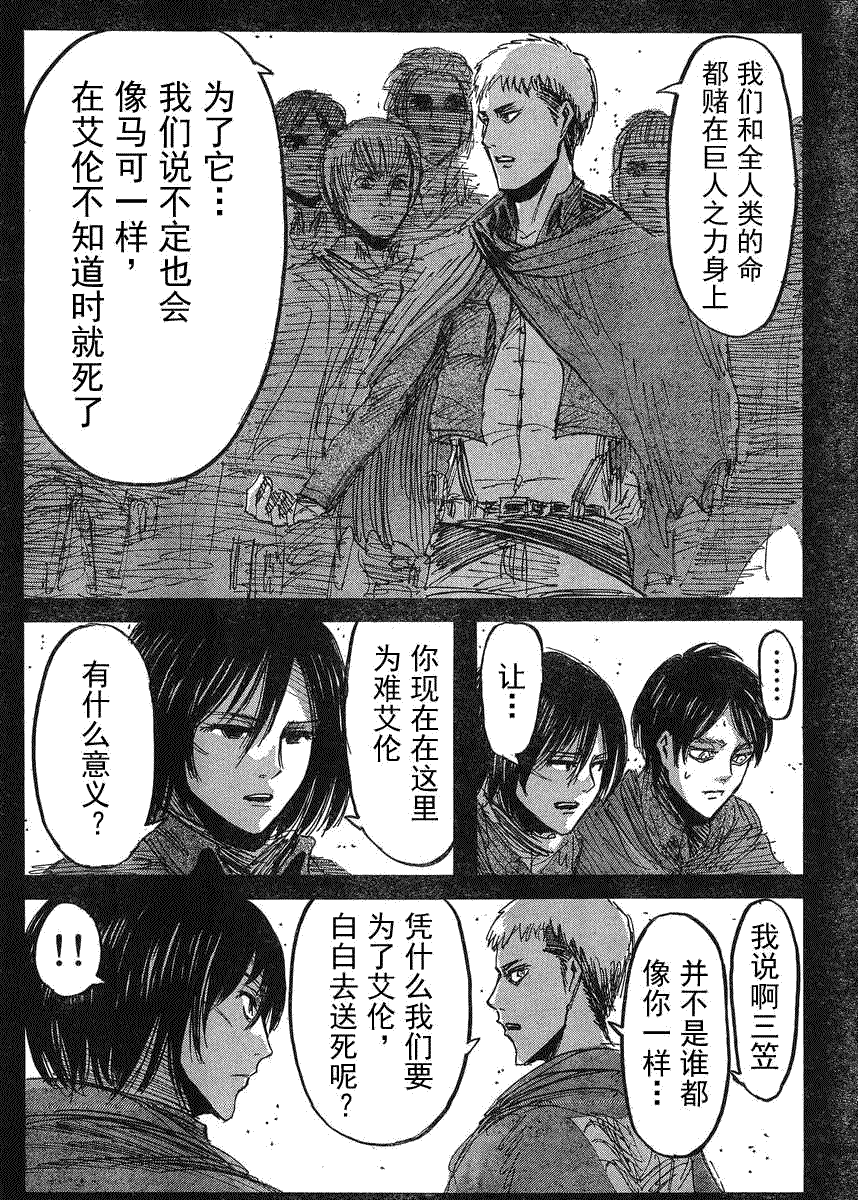 我们和全人类的命
都赌在巨人之力身上
为了它…
我们说不定也会
像马可一样，
在艾伦不知道时就死了
……
让…
你现在在这里
为难艾伦
有什么意义？
我说啊三笠
并不是谁都
像你一样…
凭什么我们要
为了艾伦，
白白去送死呢？
！！